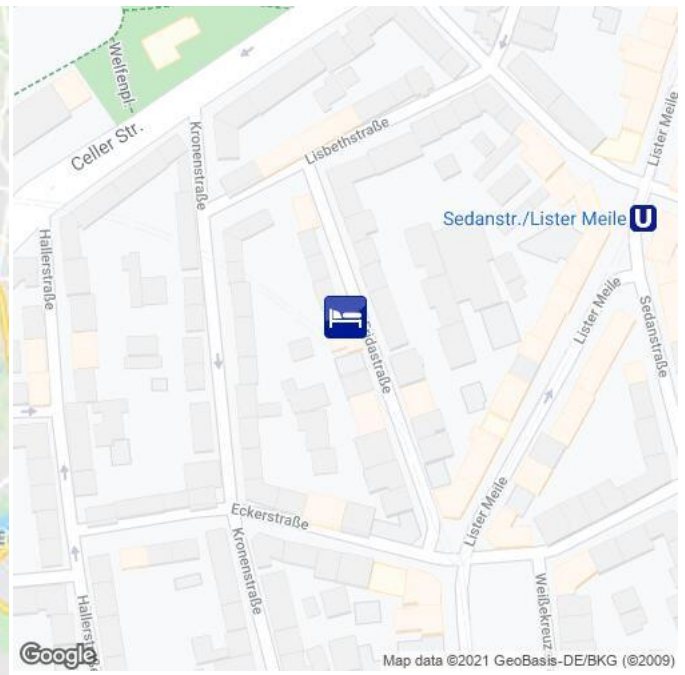 Welfenpl.
Celler Str.
Kronenstraße
Lisbethstraße
Lister Meile
Sedanstr./Lister Meile U
Hallerstraße
Lister Meile
Sedanstraße
Eckerstraße
Kronenstraße
Lister Meile
Hallerstraße
Weißekreuz
Google
Map data ©2021 GeoBasis-DE/BKG (©2009)